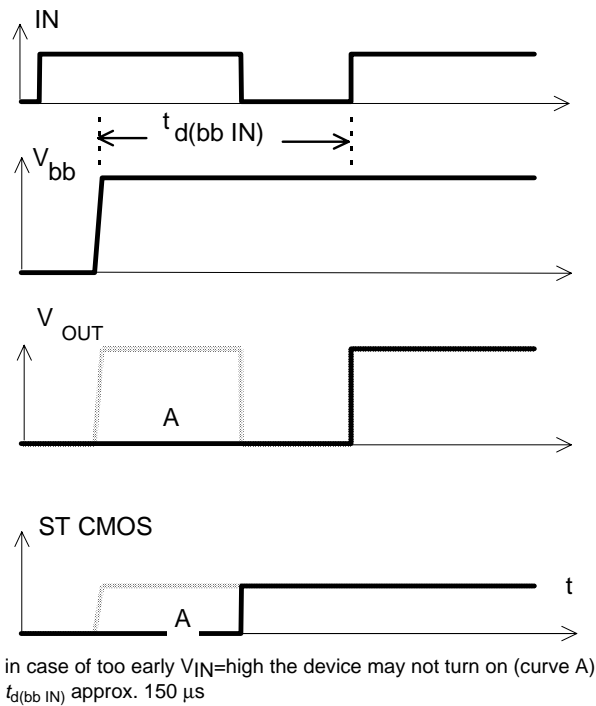 IN
t d(bb IN)
V bb
V OUT
A
ST CMOS
t
A
in case of too early VIN=high the device may not turn on (curve A)
td(bb IN) approx. 150 μs